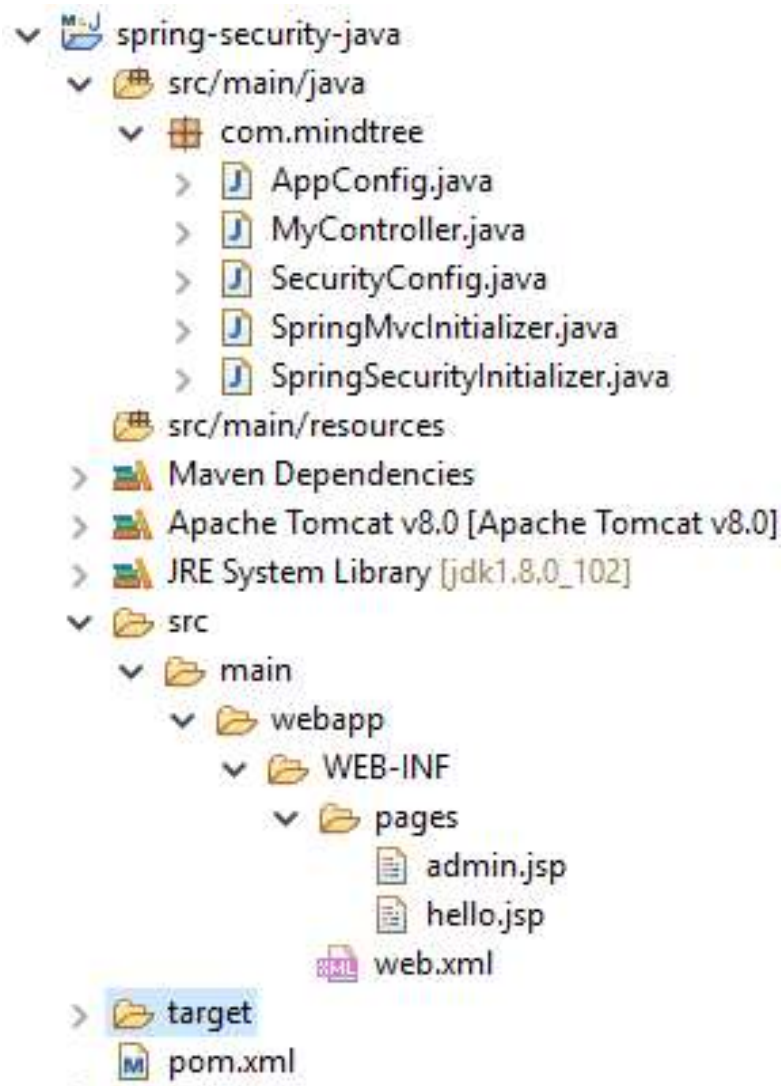 spring-security-java
src/main/java
com.mindtree
AppConfig.java
MyController.java
SecurityConfig.java
SpringMvcInitializer.java
SpringSecurityInitializer.java
src/main/resources
Maven Dependencies
Apache Tomcat v8.0 [Apache Tomcat v8.0]
JRE System Library [jdk1.8.0_102]
src
main
webapp
WEB-INF
pages
admin.jsp
hello.jsp
web.xml
target
pom.xml